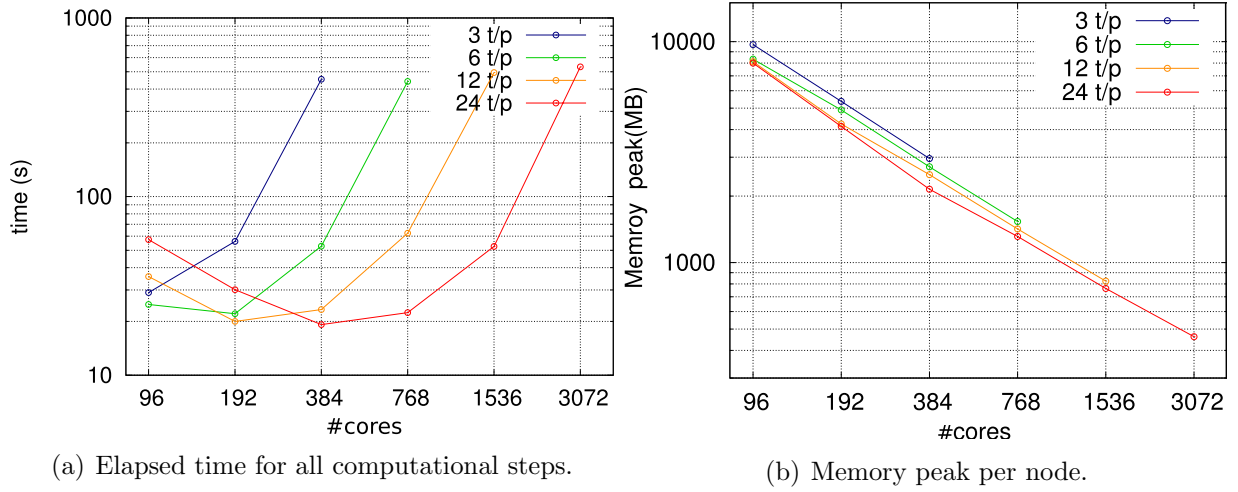 1000
100
10
time (s)
3 t/p
6 t/p
12 t/p
24 t/p
96 192 384 768 1536 3072
#cores
(a) Elapsed time for all computational steps.
10000
1000
Memroy peak(MB)
3 t/p
6 t/p
12 t/p
24 t/p
96 192 384 768 1536 3072
#cores
(b) Memory peak per node.